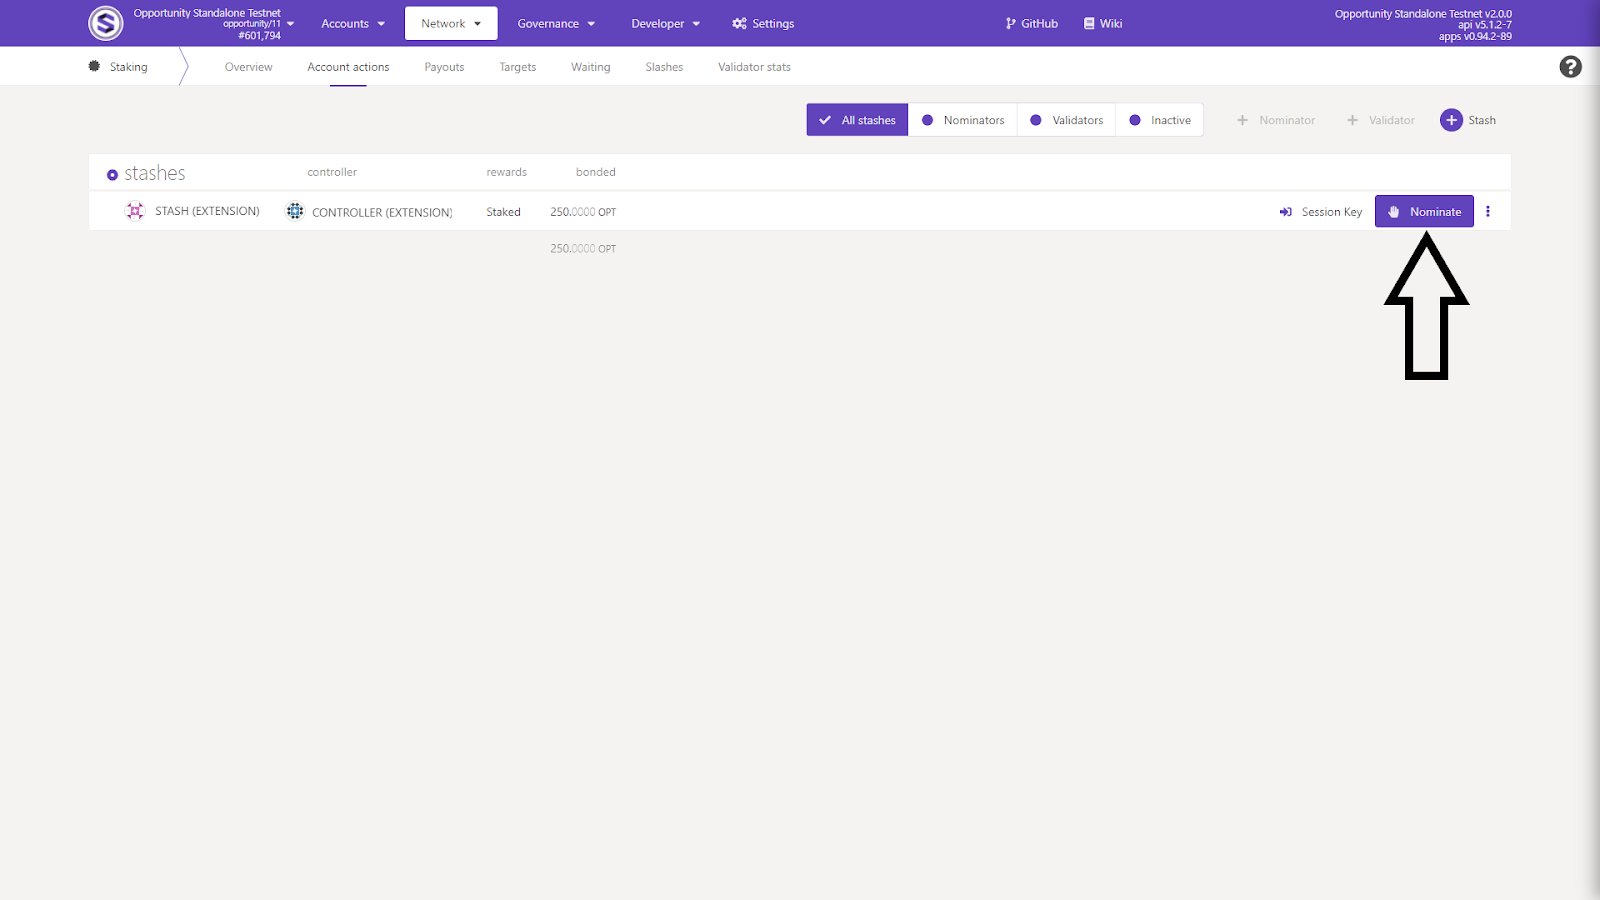 Opportunity Standalone Testnet
opportunity/11
#601,794
Accounts
Network
Governance
Developer
Settings
GitHub
Wiki
Opportunity Standalone Testnet v2.0.0
api v5.1.2-7
apps v0.94.2-89
Staking
Overview
Account actions
Payouts
Targets
Waiting
Slashes
Validator stats
?
All stashes
Nominators
Validators
Inactive
+ Nominator
+ Validator
+ Stash
stashes controller rewards bonded
STASH (EXTENSION) CONTROLLER (EXTENSION) Staked 250.0000 OPT Session Key Nominate
250.0000 OPT